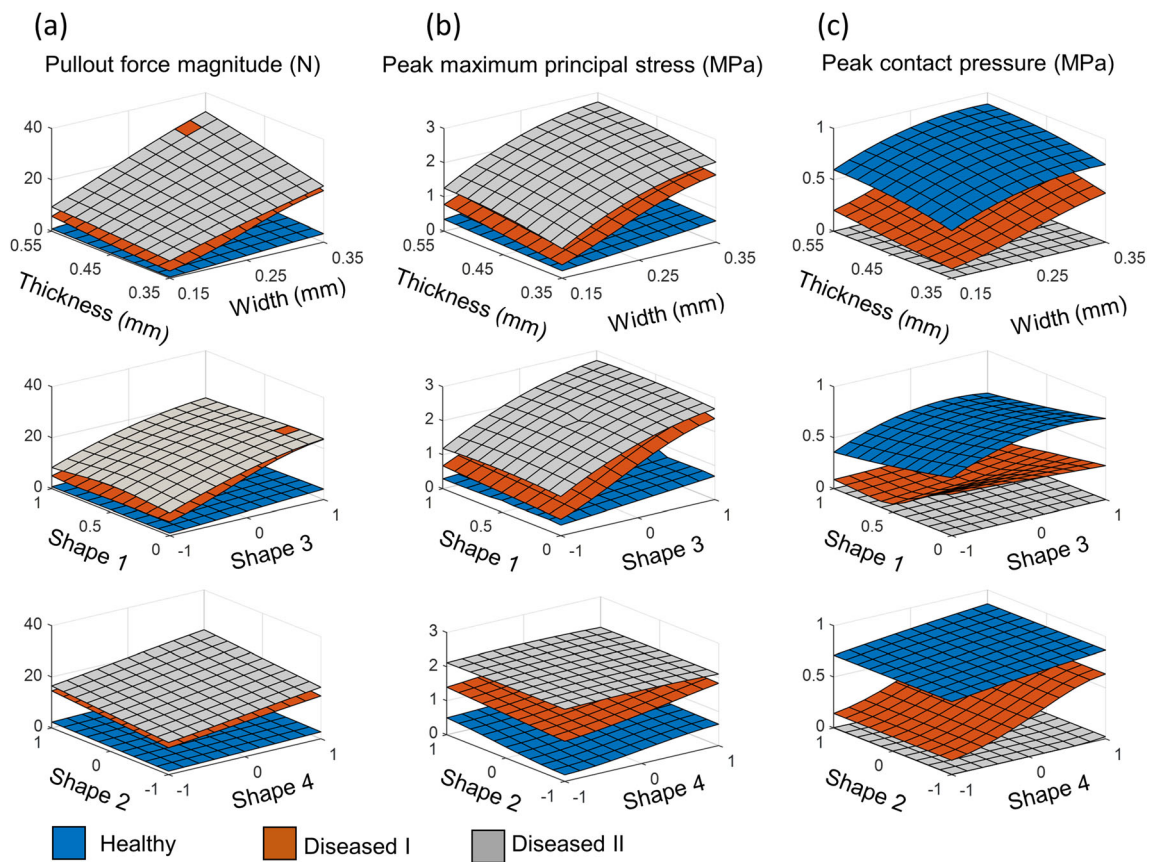 (a) (b) (c)
Pullout force magnitude (N) Peak maximum principal stress (MPa) Peak contact pressure (MPa)
40 20 0 0.55 0.45 0.35 0.15 0.25 0.35 Thickness (mm) Width (mm)
3 2 1 0 0.55 0.45 0.35 0.15 0.25 0.35 Thickness (mm) Width (mm)
1 0.5 0 0.55 0.45 0.35 0.15 0.25 0.35 Thickness (mm) Width (mm)
40 20 0 1 0.5 0 -1 0 1 Shape 1 Shape 3
3 2 1 0 1 0.5 0 -1 0 1 Shape 1 Shape 3
1 0.5 0 1 0.5 0 -1 0 1 Shape 1 Shape 3
40 20 0 1 0 -1 -1 0 1 Shape 2 Shape 4
3 2 1 0 1 0 -1 -1 0 1 Shape 2 Shape 4
1 0.5 0 1 0 -1 -1 0 1 Shape 2 Shape 4
Healthy Diseased I Diseased II